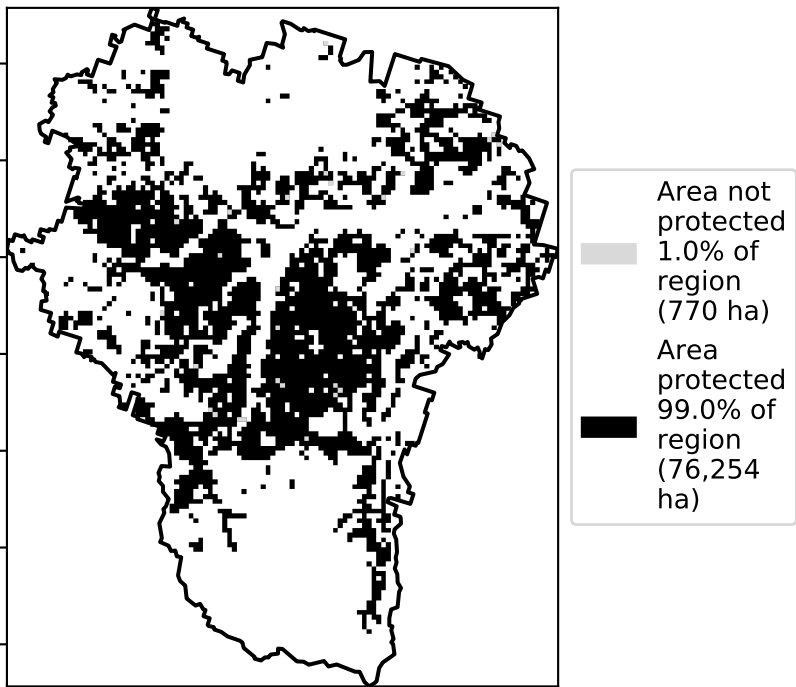 Area not
protected
1.0% of
region
(770 ha)
Area
protected
99.0% of
region
(76,254
ha)